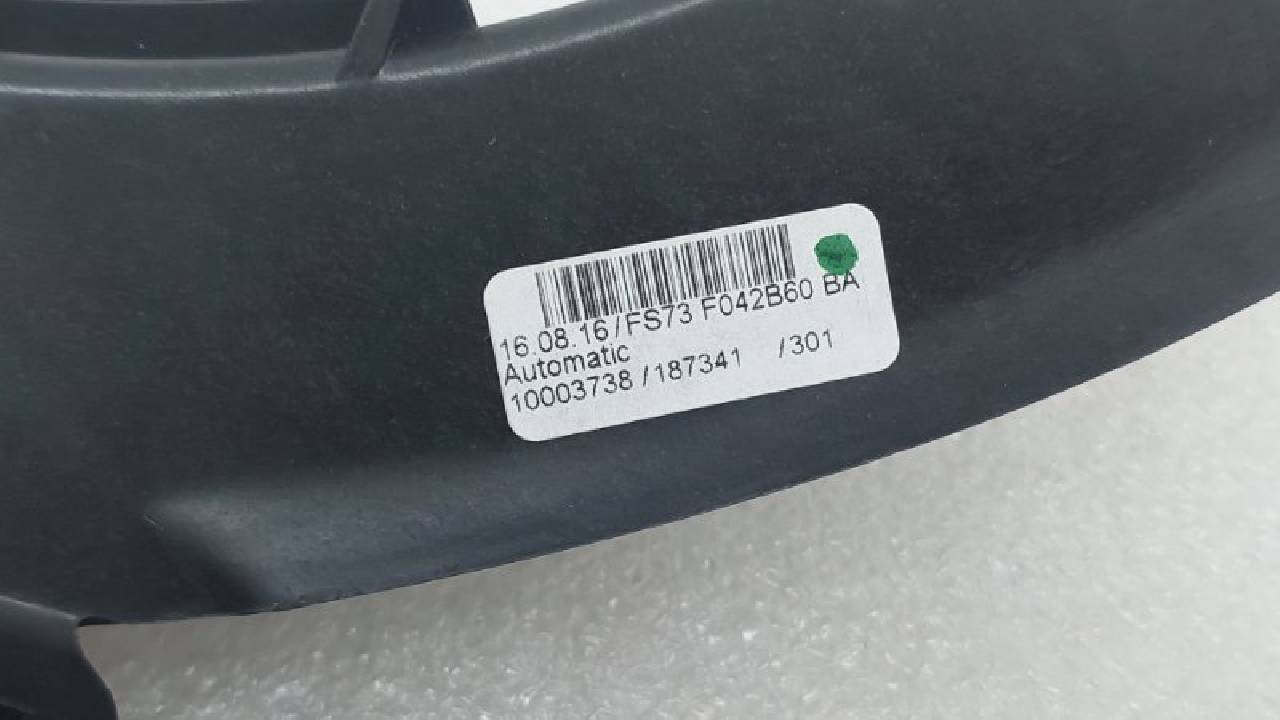 16.08.16/FS73 F042B60 BA
Automatic
10003738 /187341 /301